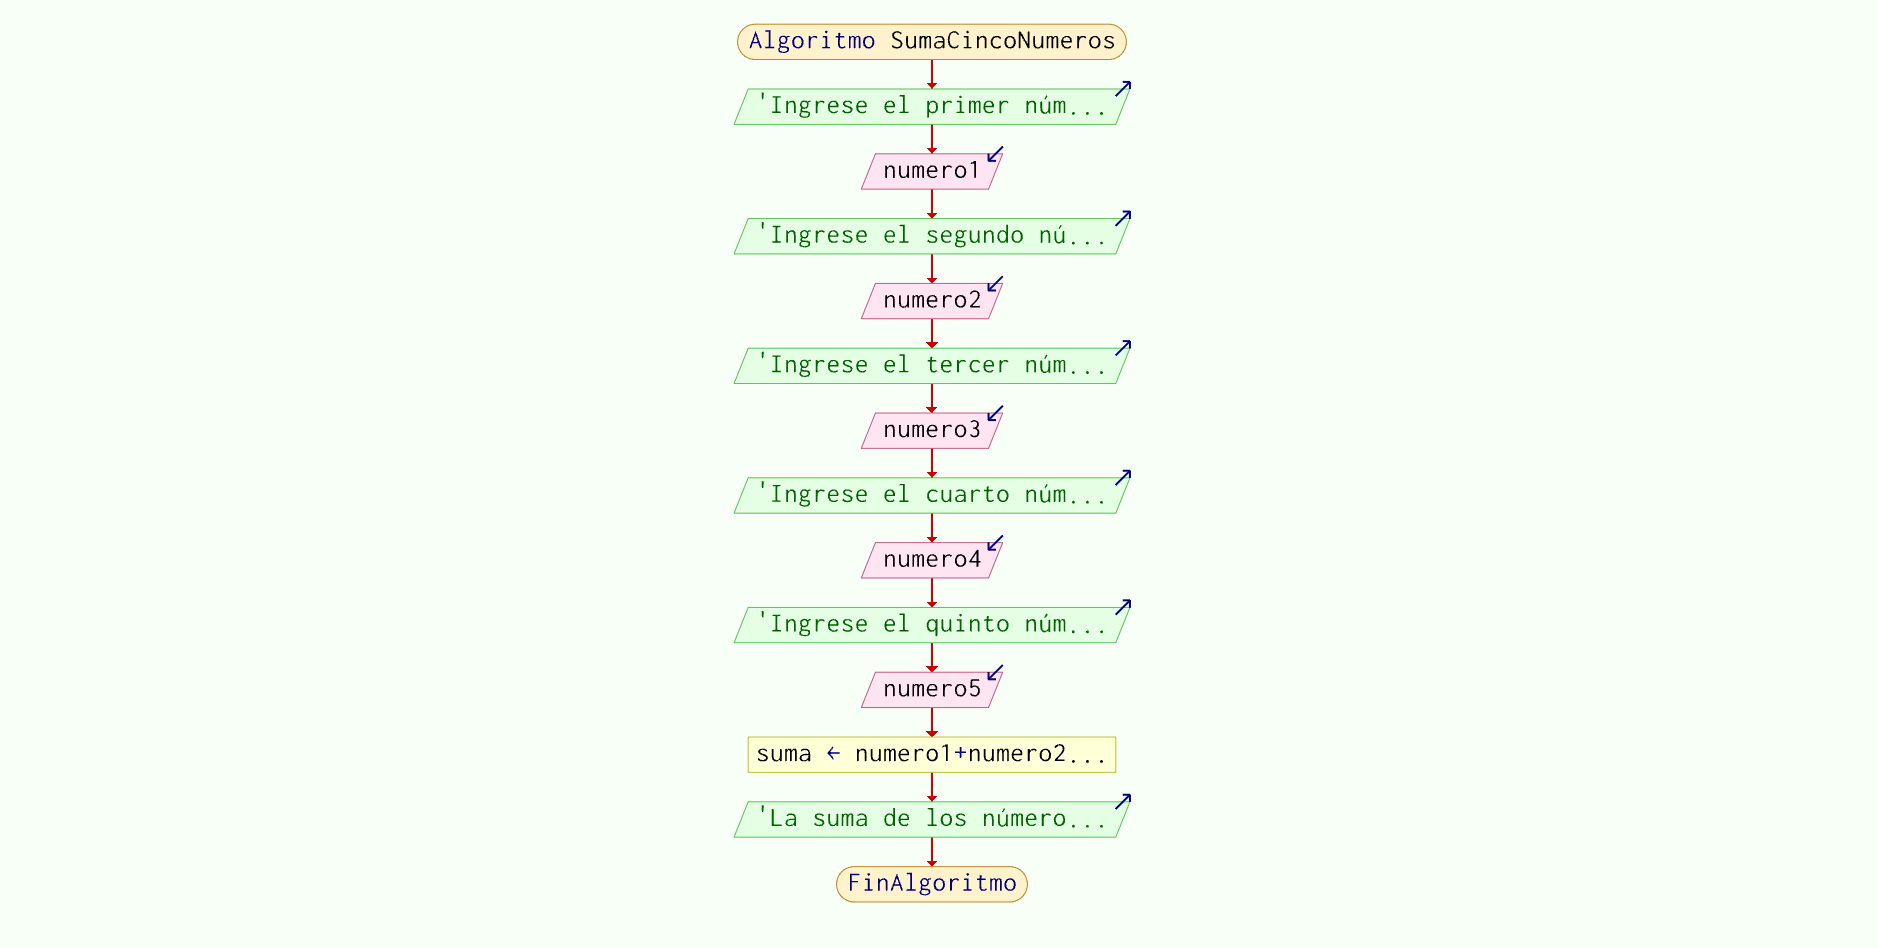 Algoritmo SumaCincoNumeros
'Ingrese el primer núm...
numero1
'Ingrese el segundo nú...
numero2
'Ingrese el tercer núm...
numero3
'Ingrese el cuarto núm...
numero4
'Ingrese el quinto núm...
numero5
suma ← numero1+numero2...
'La suma de los número...
FinAlgoritmo